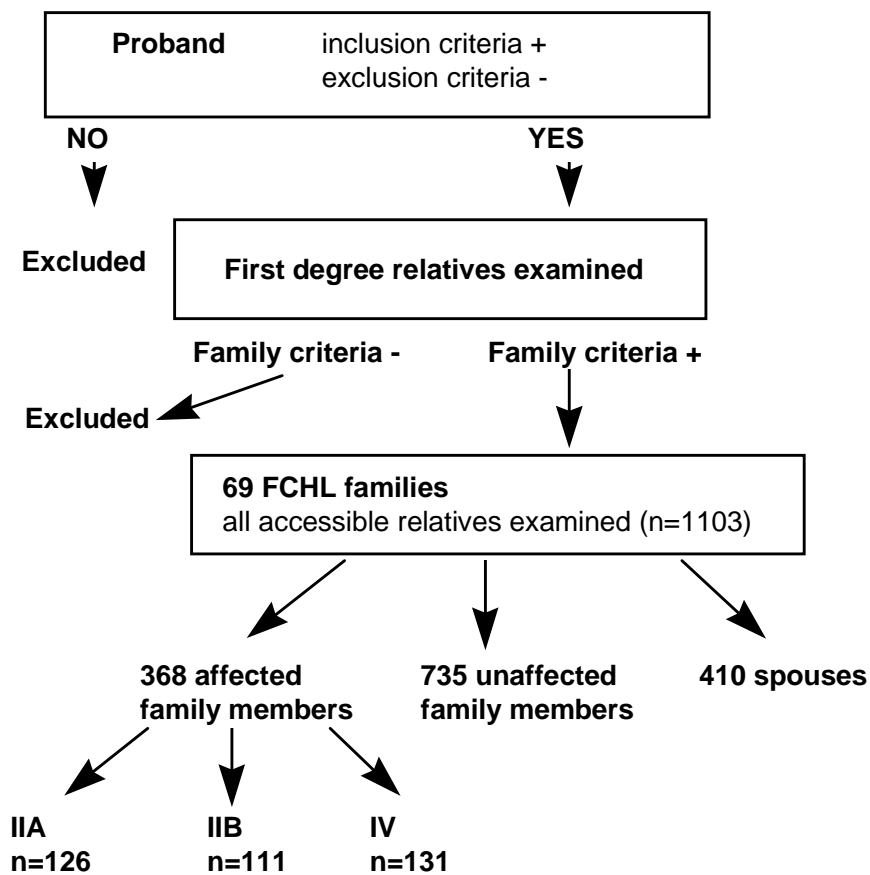 Proband inclusion criteria +
exclusion criteria -
NO YES
Excluded
First degree relatives examined
Family criteria - Family criteria +
Excluded
69 FCHL families
all accessible relatives examined (n=1103)
368 affected
family members
735 unaffected
family members
410 spouses
IIA
n=126
IIB
n=111
IV
n=131